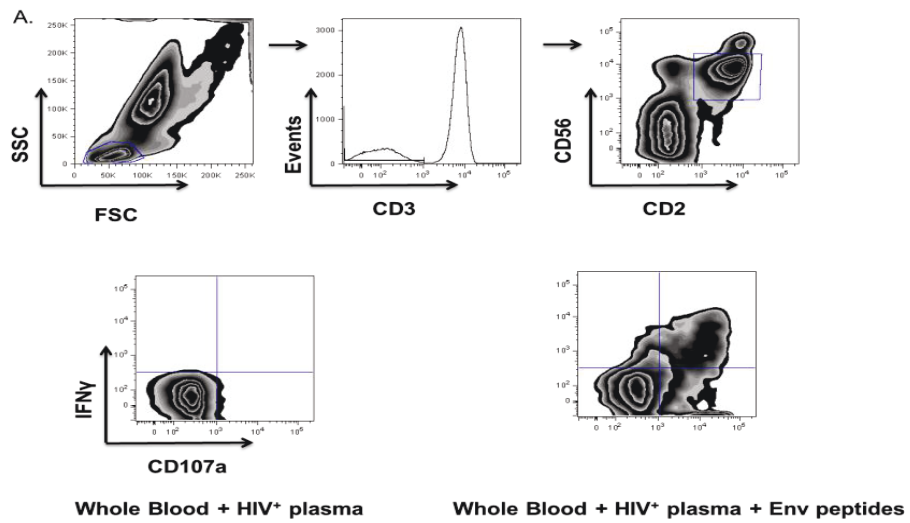 A.
250K
200K
150K
100K
50K
0
0 50K 100K 150K 200K 250K
SSC
FSC
3000
2000
1000
0
0 10² 10³ 10⁴ 10⁵
Events
CD3
10⁵
10⁴
10³
10²
0
0 10² 10³ 10⁴ 10⁵
CD56
CD2
10⁵
10⁴
10³
10²
0
0 10² 10³ 10⁴ 10⁵
IFNγ
CD107a
10⁵
10⁴
10³
10²
0
0 10² 10³ 10⁴ 10⁵
Whole Blood + HIV⁺ plasma
Whole Blood + HIV⁺ plasma + Env peptides